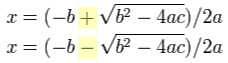 x = (−b + √b² − 4ac)/2a
x = (−b − √b² − 4ac)/2a